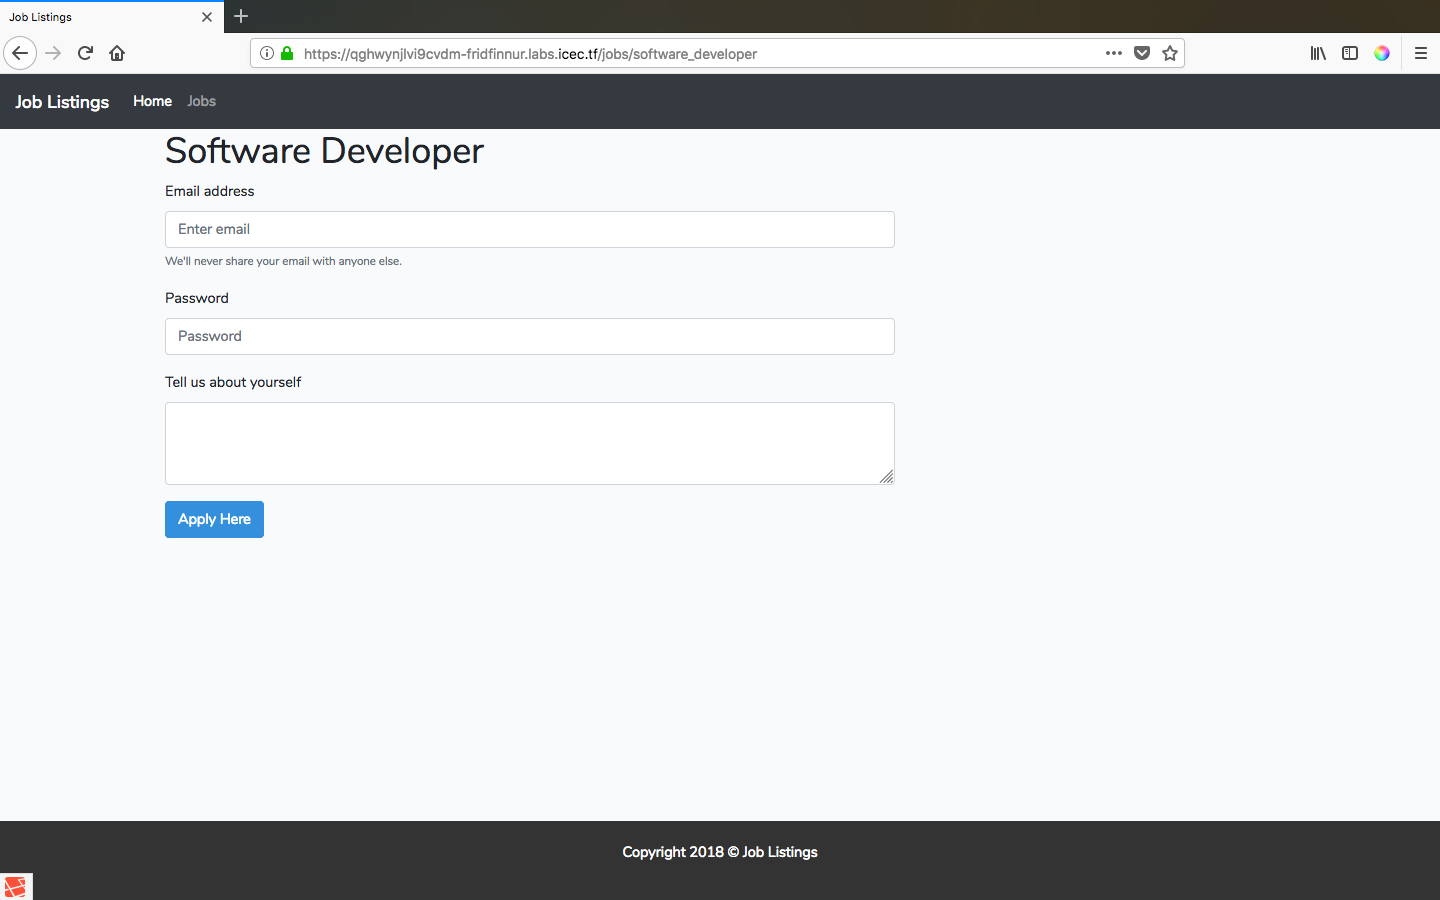 Job Listings
https://qghwynjlvi9cvdm-fridfinnur.labs.icec.tf/jobs/software_developer
Job Listings Home Jobs
Software Developer
Email address
Enter email
We'll never share your email with anyone else.
Password
Password
Tell us about yourself
Apply Here
Copyright 2018 © Job Listings